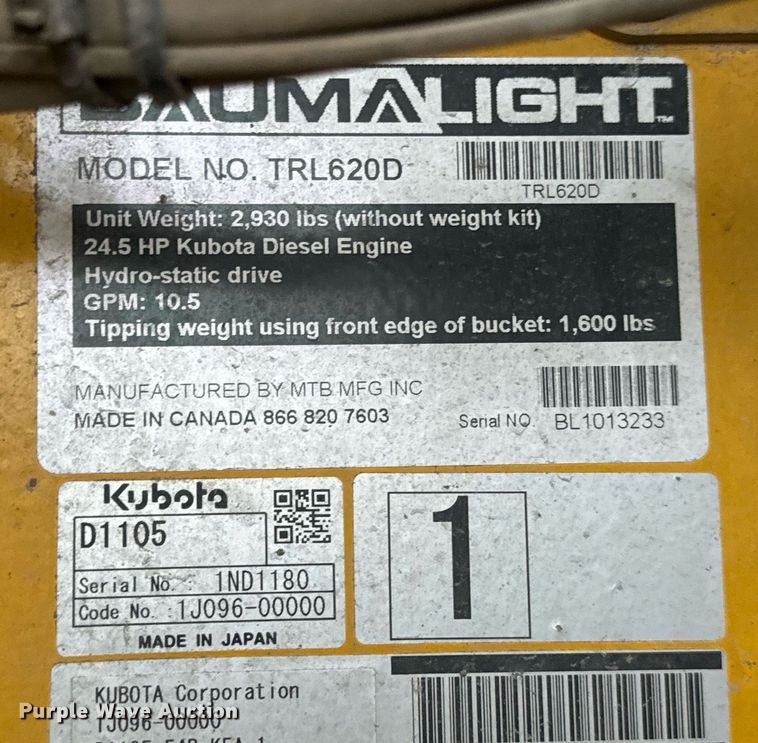 BAUMALIGHT™
MODEL NO. TRL620D
TRL620D
Unit Weight: 2,930 lbs (without weight kit)
24.5 HP Kubota Diesel Engine
Hydro-static drive
GPM: 10.5
Tipping weight using front edge of bucket: 1,600 lbs
MANUFACTURED BY MTB MFG INC
MADE IN CANADA 866 820 7603
Serial NO. BL1013233
Kubota
D1105
Serial No. : 1ND1180
Code No. : 1J096-00000
MADE IN JAPAN
1
KUBOTA Corporation
1J096-00000
Purple Wave Auction